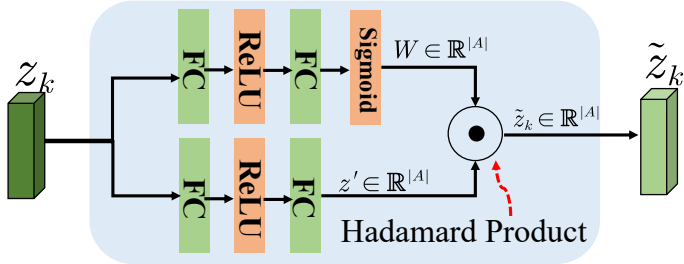 z_k
FC
ReLU
FC
Sigmoid
W ∈ ℝ^{|A|}
z̃_k ∈ ℝ^{|A|}
z̃_k
FC
ReLU
FC
z' ∈ ℝ^{|A|}
Hadamard Product